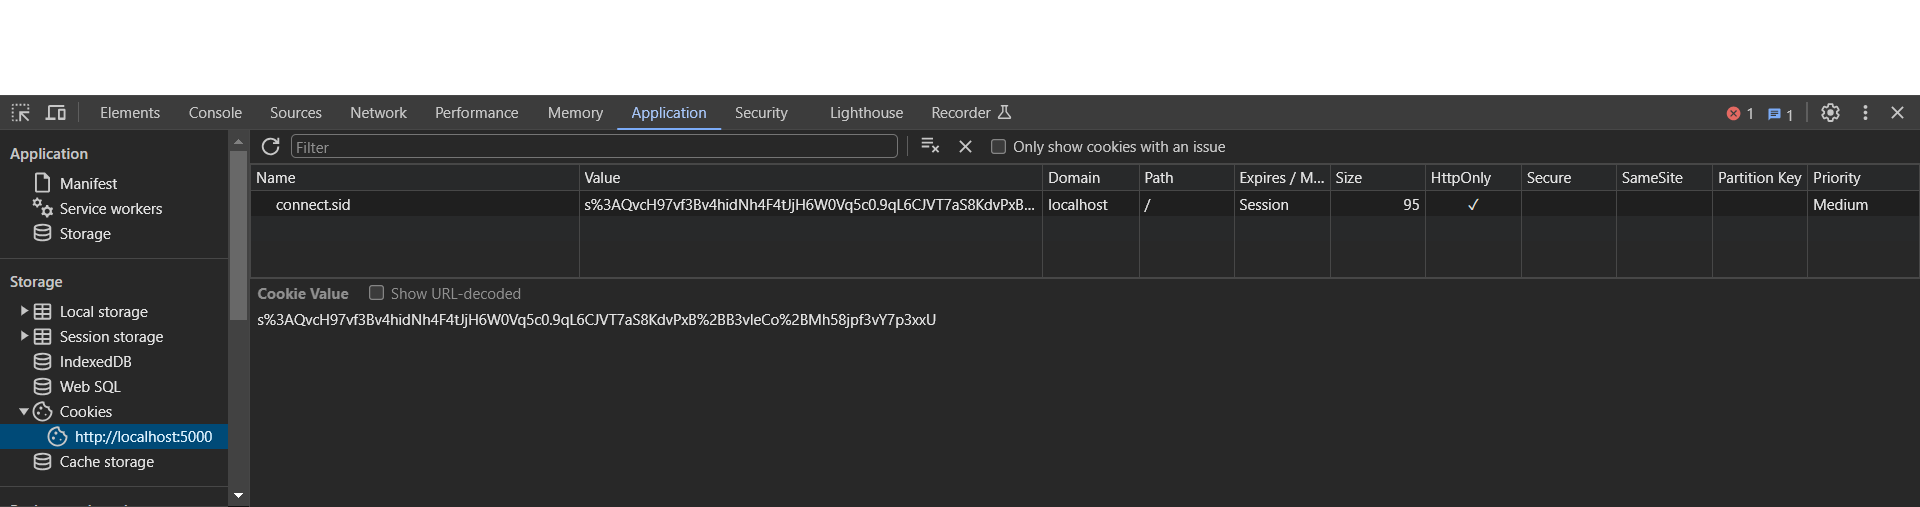 Elements Console Sources Network Performance Memory Application Security Lighthouse Recorder 1 1
Application
Manifest
Service workers
Storage
Storage
Local storage
Session storage
IndexedDB
Web SQL
Cookies
http://localhost:5000
Cache storage
Filter Only show cookies with an issue
Name Value Domain Path Expires / M... Size HttpOnly Secure SameSite Partition Key Priority
connect.sid s%3AQvcH97vf3Bv4hidNh4F4tJjH6W0Vq5c0.9qL6CJVT7aS8KdvPxB... localhost / Session 95 ✓ Medium
Cookie Value Show URL-decoded
s%3AQvcH97vf3Bv4hidNh4F4tJjH6W0Vq5c0.9qL6CJVT7aS8KdvPxB%2BB3vleCo%2BMh58jpf3vY7p3xxU